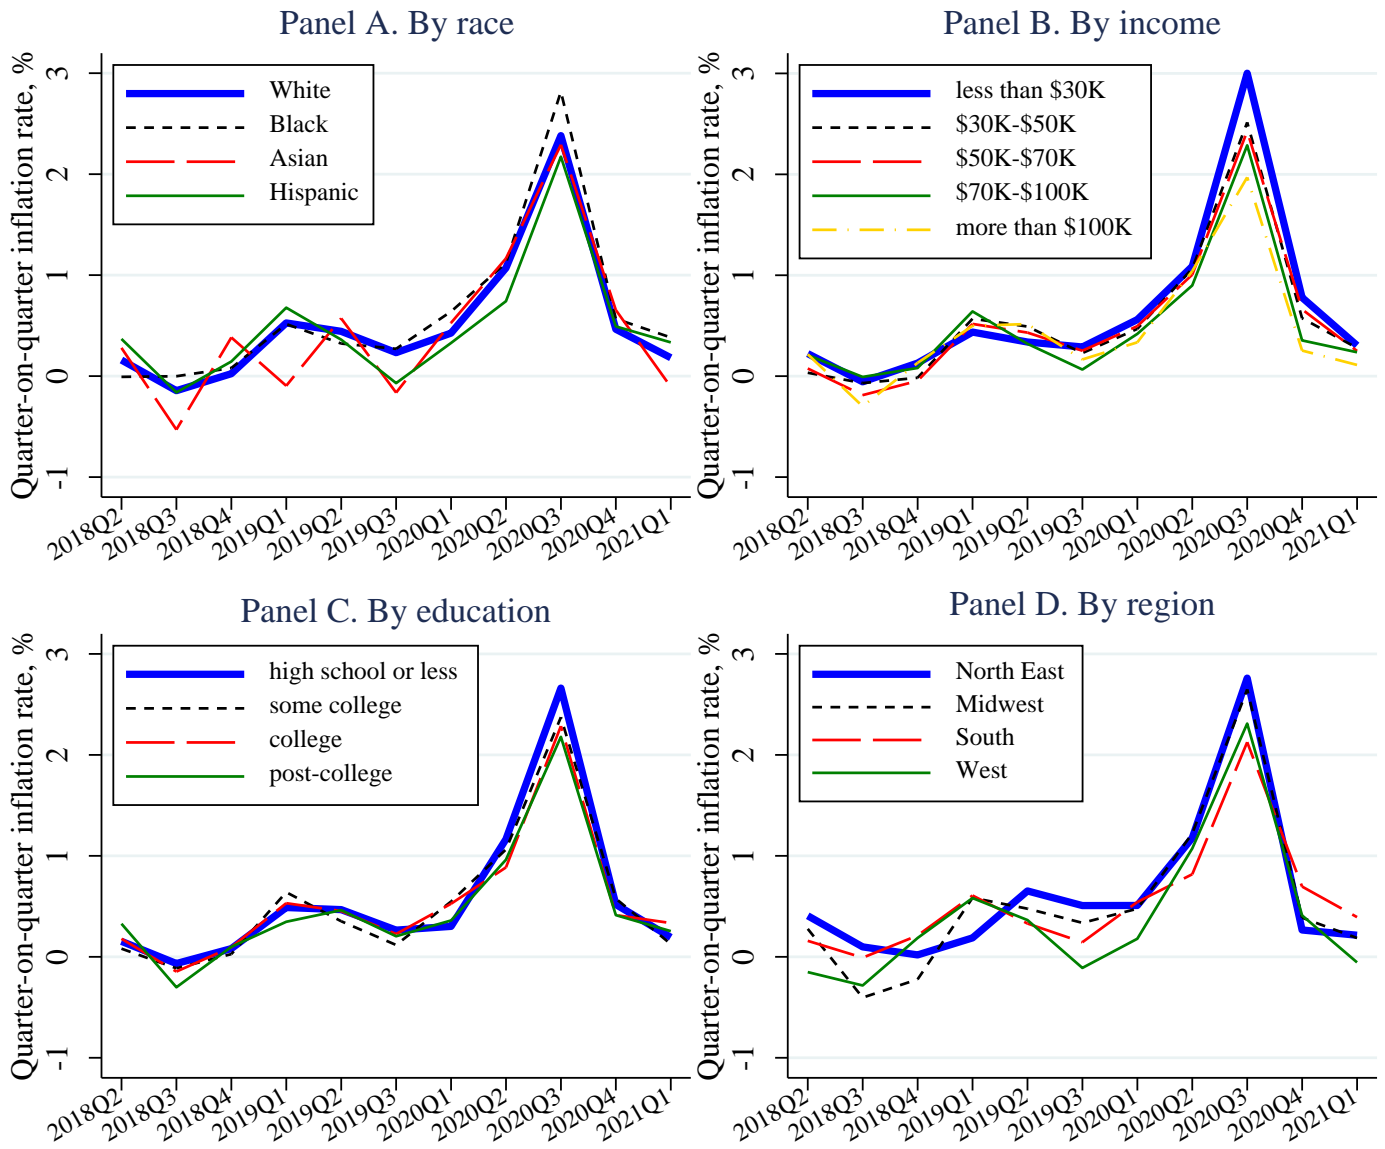 Panel A. By race
Quarter-on-quarter inflation rate, %
3
2
1
0
-1
White
Black
Asian
Hispanic
2018Q2
2018Q3
2018Q4
2019Q1
2019Q2
2019Q3
2020Q1
2020Q2
2020Q3
2020Q4
2021Q1
Panel B. By income
Quarter-on-quarter inflation rate, %
3
2
1
0
-1
less than $30K
$30K-$50K
$50K-$70K
$70K-$100K
more than $100K
2018Q2
2018Q3
2018Q4
2019Q1
2019Q2
2019Q3
2020Q1
2020Q2
2020Q3
2020Q4
2021Q1
Panel C. By education
Quarter-on-quarter inflation rate, %
3
2
1
0
-1
high school or less
some college
college
post-college
2018Q2
2018Q3
2018Q4
2019Q1
2019Q2
2019Q3
2020Q1
2020Q2
2020Q3
2020Q4
2021Q1
Panel D. By region
Quarter-on-quarter inflation rate, %
3
2
1
0
-1
North East
Midwest
South
West
2018Q2
2018Q3
2018Q4
2019Q1
2019Q2
2019Q3
2020Q1
2020Q2
2020Q3
2020Q4
2021Q1